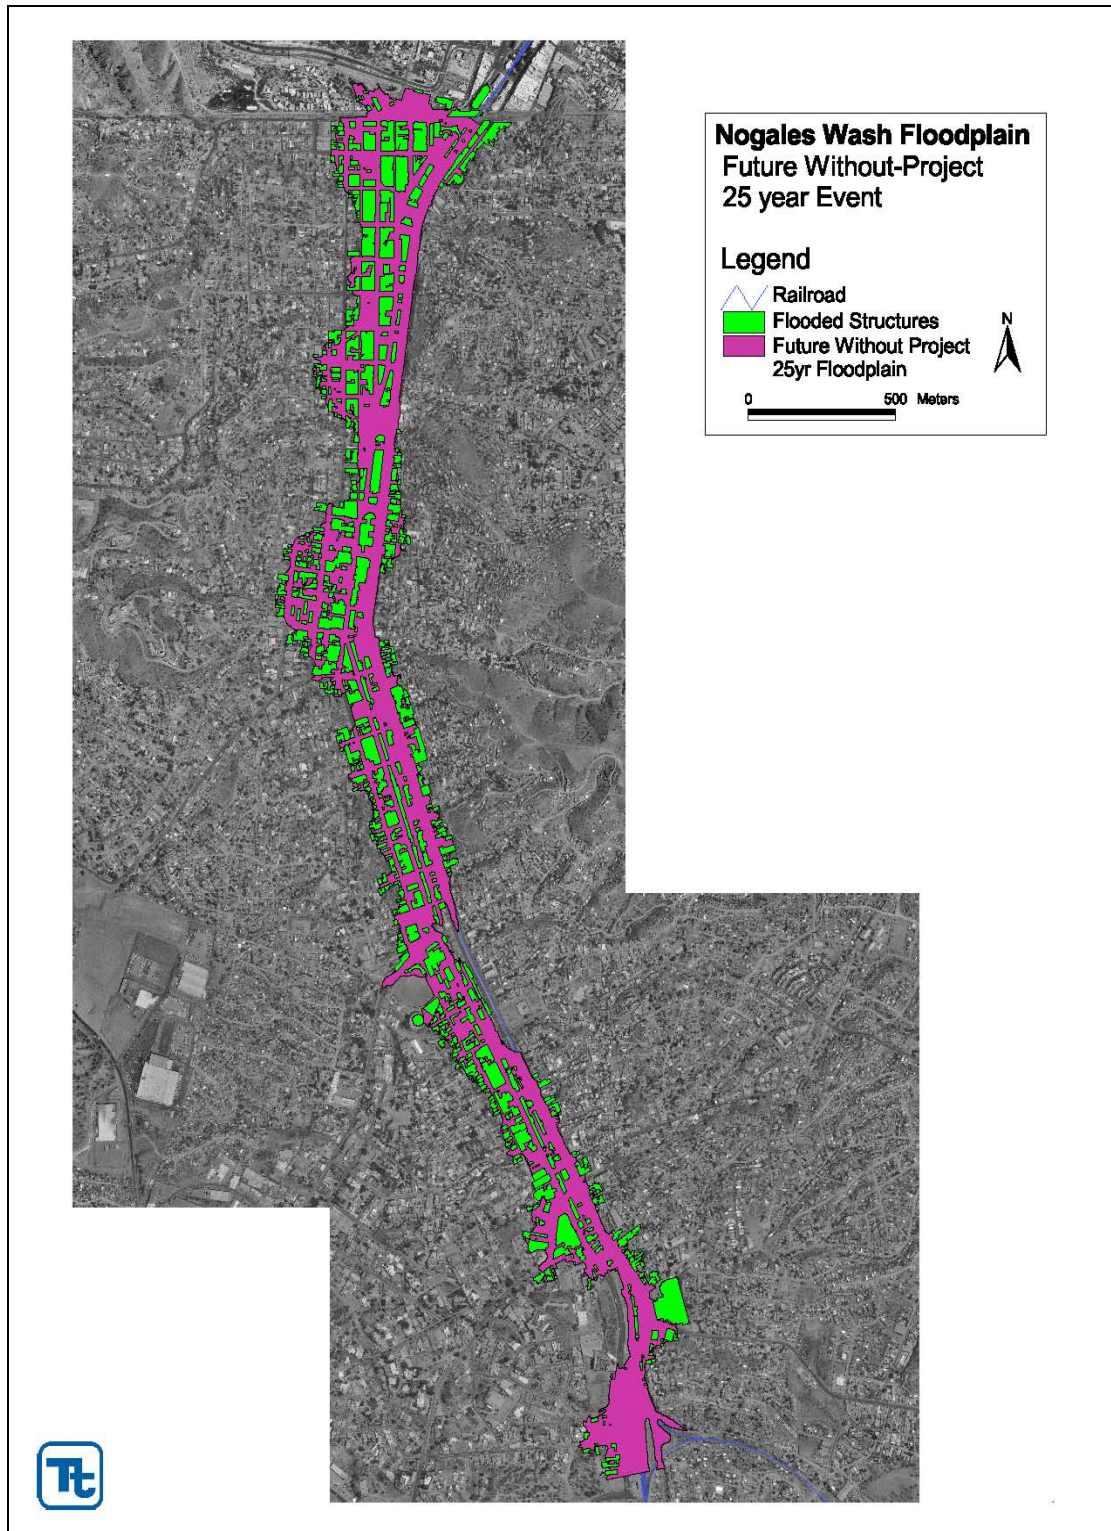 Nogales Wash Floodplain
Future Without-Project
25 year Event
Legend
Railroad
Flooded Structures
Future Without Project
25yr Floodplain
N
0 500 Meters
Tt